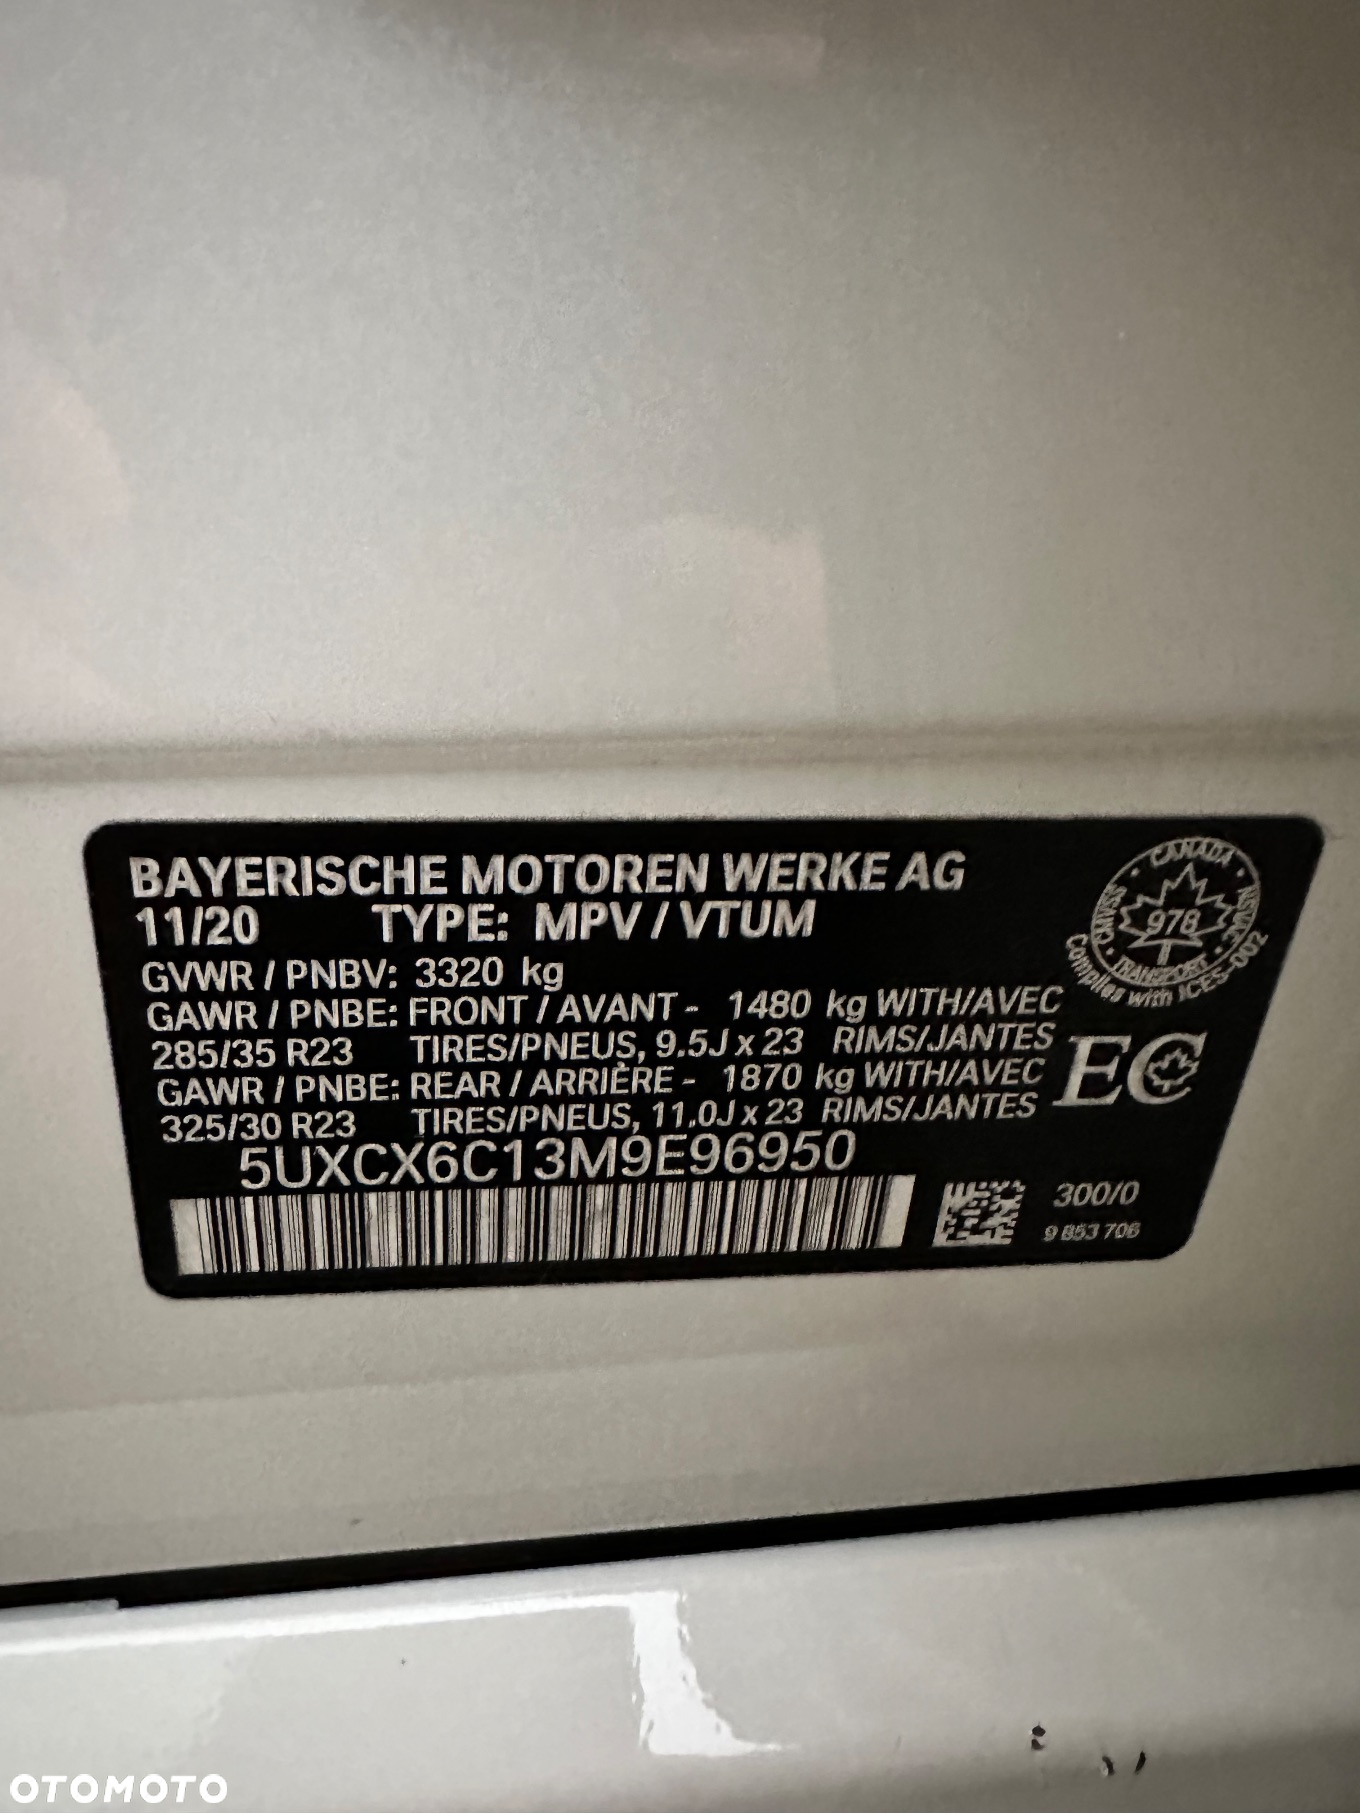 BAYERISCHE MOTOREN WERKE AG
11/20 TYPE: MPV / VTUM
GVWR / PNBV: 3320 kg
GAWR / PNBE: FRONT / AVANT - 1480 kg WITH/AVEC
285/35 R23 TIRES/PNEUS, 9.5J x 23 RIMS/JANTES
GAWR / PNBE: REAR / ARRIÈRE - 1870 kg WITH/AVEC
325/30 R23 TIRES/PNEUS, 11.0J x 23 RIMS/JANTES
5UXCX6C13M9E96950
CANADA
CMVSS
978
NSVAC
TRANSPORT
Complies with ICES-002
EC
300/0
9 853 706
OTOMOTO